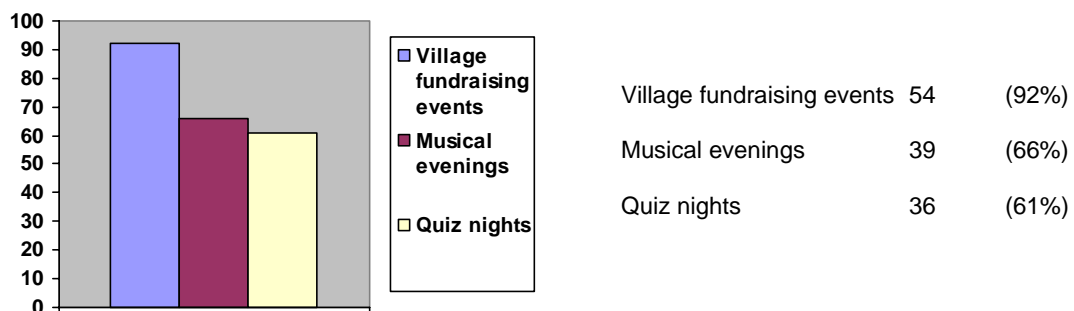 100
90
80
70
60
50
40
30
20
10
0
Village
fundraising
events
Musical
evenings
Quiz nights
Village fundraising events 54 (92%)
Musical evenings 39 (66%)
Quiz nights 36 (61%)